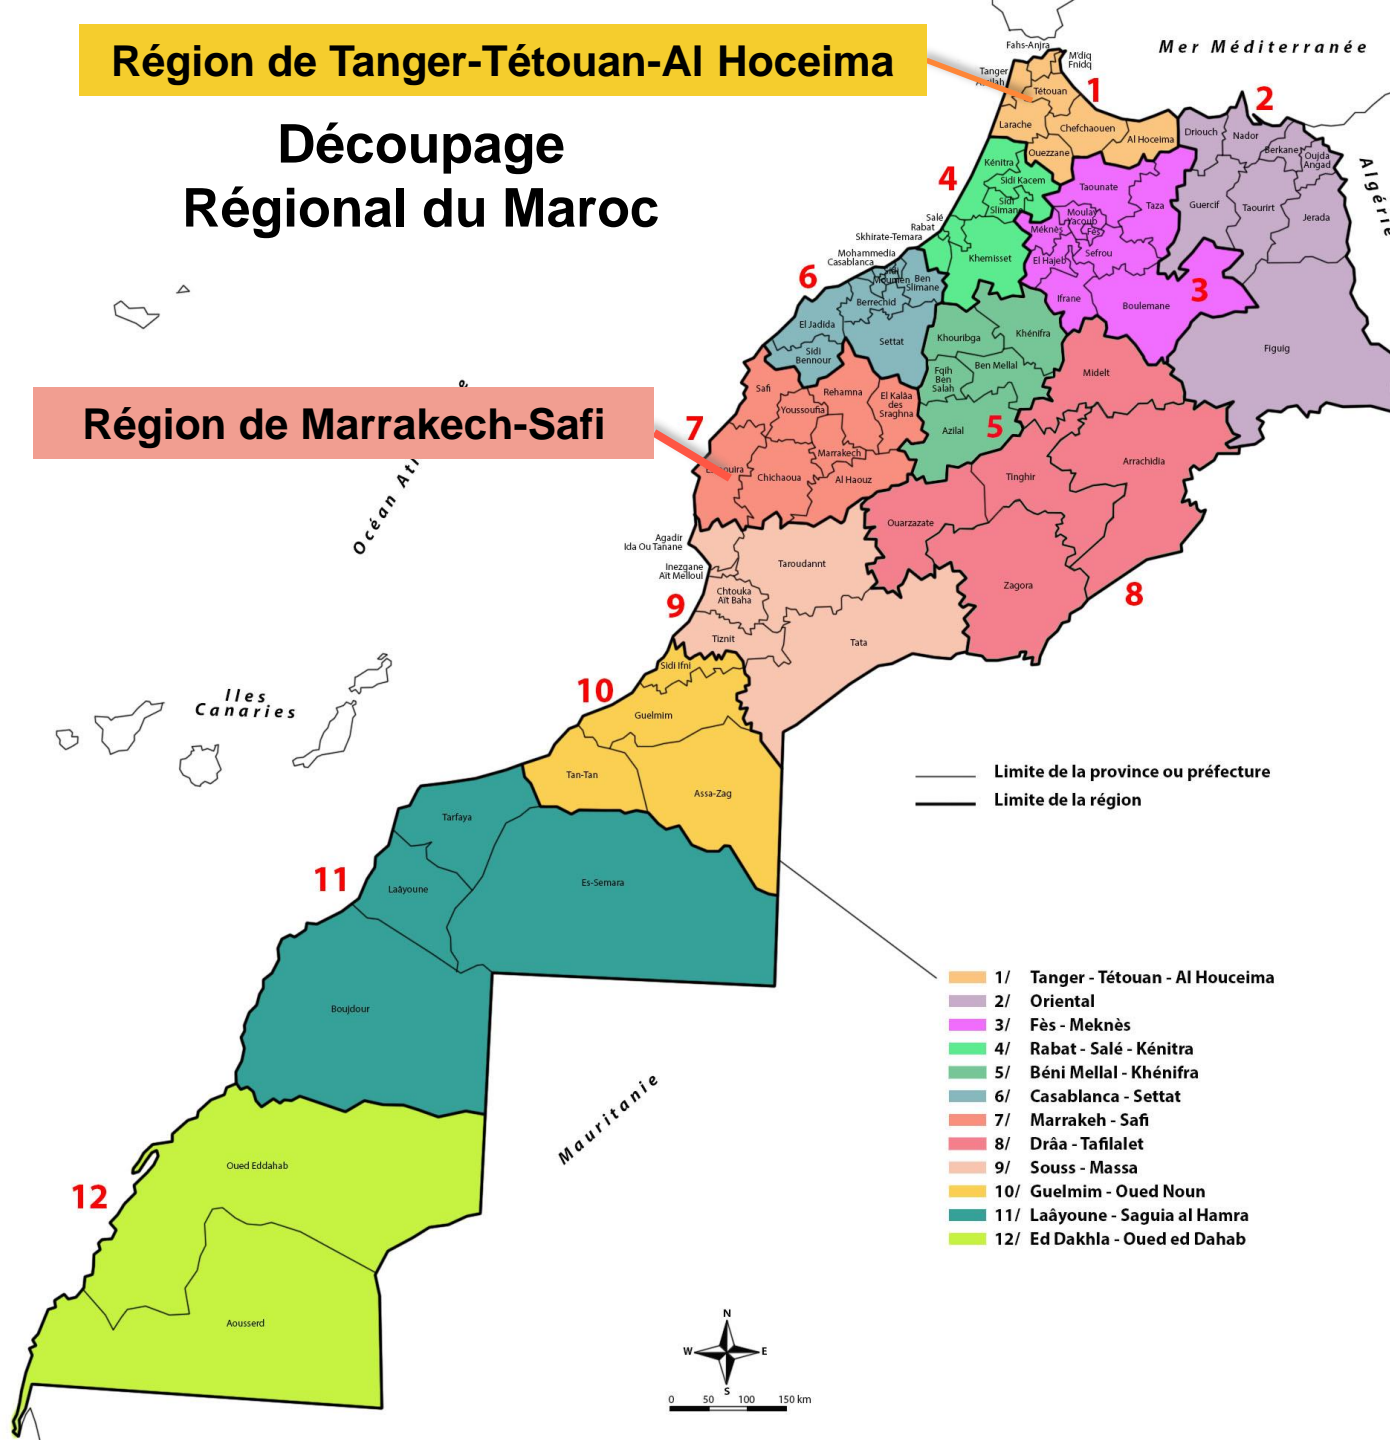 Région de Tanger-Tétouan-Al Hoceima
Découpage
Régional du Maroc
Mer Méditerranée
Algérie
Fahs-Anjra
M'diq
Fnidq
Tanger
Tétouan
Larache
Chefchaouen
Al Hoceima
Ouezzane
1
2
Driouch
Nador
Berkane
Oujda
Angad
Guercif
Taourirt
Jerada
Figuig
4
Kénitra
Sidi Kacem
Sidi
Slimane
Salé
Rabat
Skhirate-Temara
Khemisset
Taounate
Taza
Moulay
Yacoub
Fès
Méknès
El Hajeb
Sefrou
Ifrane
Boulemane
3
Mohammedia
Casablanca
6
Sidi
Moumen
Ben
Slimane
Berrechid
El Jadida
Settat
Sidi
Bennour
Khouribga
Khénifra
Fqih
Ben
Salah
Ben Mellal
Azilal
5
Midelt
Arrachidia
Tinghir
Ouarzazate
Zagora
8
Région de Marrakech-Safi
7
Safi
Youssoufia
Rehamna
El Kalâa
des
Sraghna
Marrakech
Chichaoua
Al Haouz
Océan
Agadir
Ida Ou Tanane
Inezgane
Aït Melloul
Taroudannt
Chtouka
Aït Baha
9
Tiznit
Tata
10
Sidi Ifni
Guelmim
Tan-Tan
Assa-Zag
Iles
Canaries
Limite de la province ou préfecture
Limite de la région
11
Tarfaya
Laâyoune
Es-Semara
Boujdour
Mauritanie
12
Oued Eddahab
Aousserd
1/ Tanger - Tétouan - Al Houceima
2/ Oriental
3/ Fès - Meknès
4/ Rabat - Salé - Kénitra
5/ Béni Mellal - Khénifra
6/ Casablanca - Settat
7/ Marrakeh - Safi
8/ Drâa - Tafilalet
9/ Souss - Massa
10/ Guelmim - Oued Noun
11/ Laâyoune - Saguia al Hamra
12/ Ed Dakhla - Oued ed Dahab
N
W E
S
0 50 100 150 km